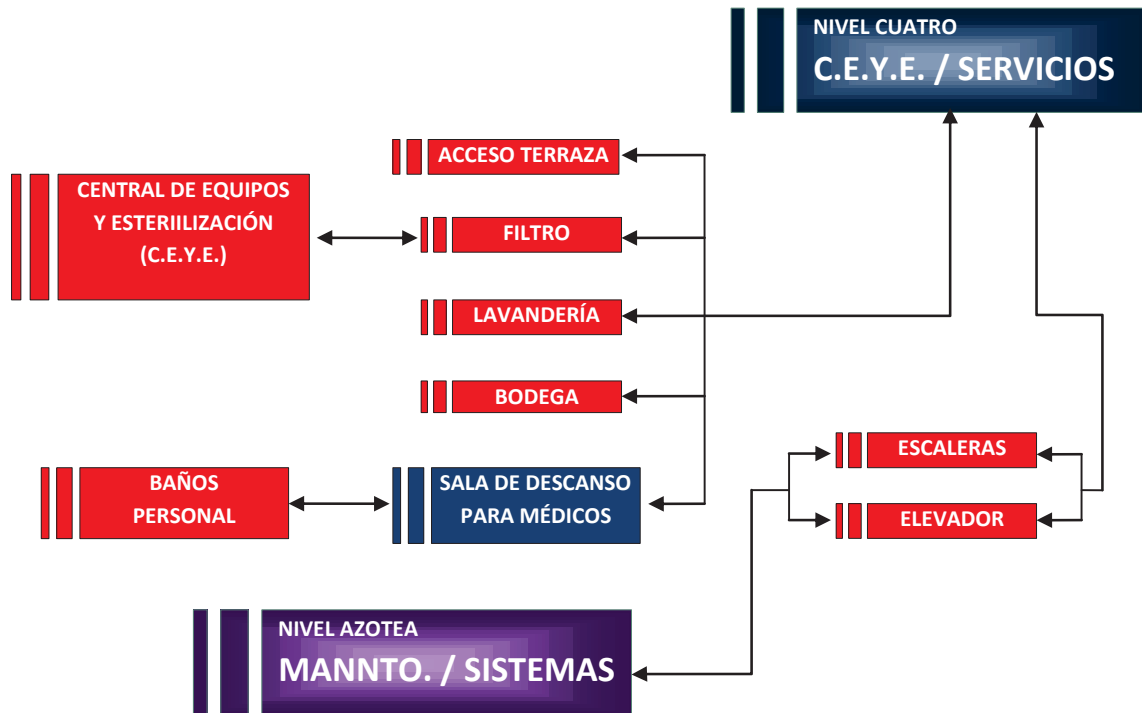 NIVEL CUATRO
C.E.Y.E. / SERVICIOS
ACCESO TERRAZA
CENTRAL DE EQUIPOS
Y ESTERIILIZACIÓN
(C.E.Y.E.)
FILTRO
LAVANDERÍA
BODEGA
ESCALERAS
BAÑOS
PERSONAL
SALA DE DESCANSO
PARA MÉDICOS
ELEVADOR
NIVEL AZOTEA
MANNTO. / SISTEMAS